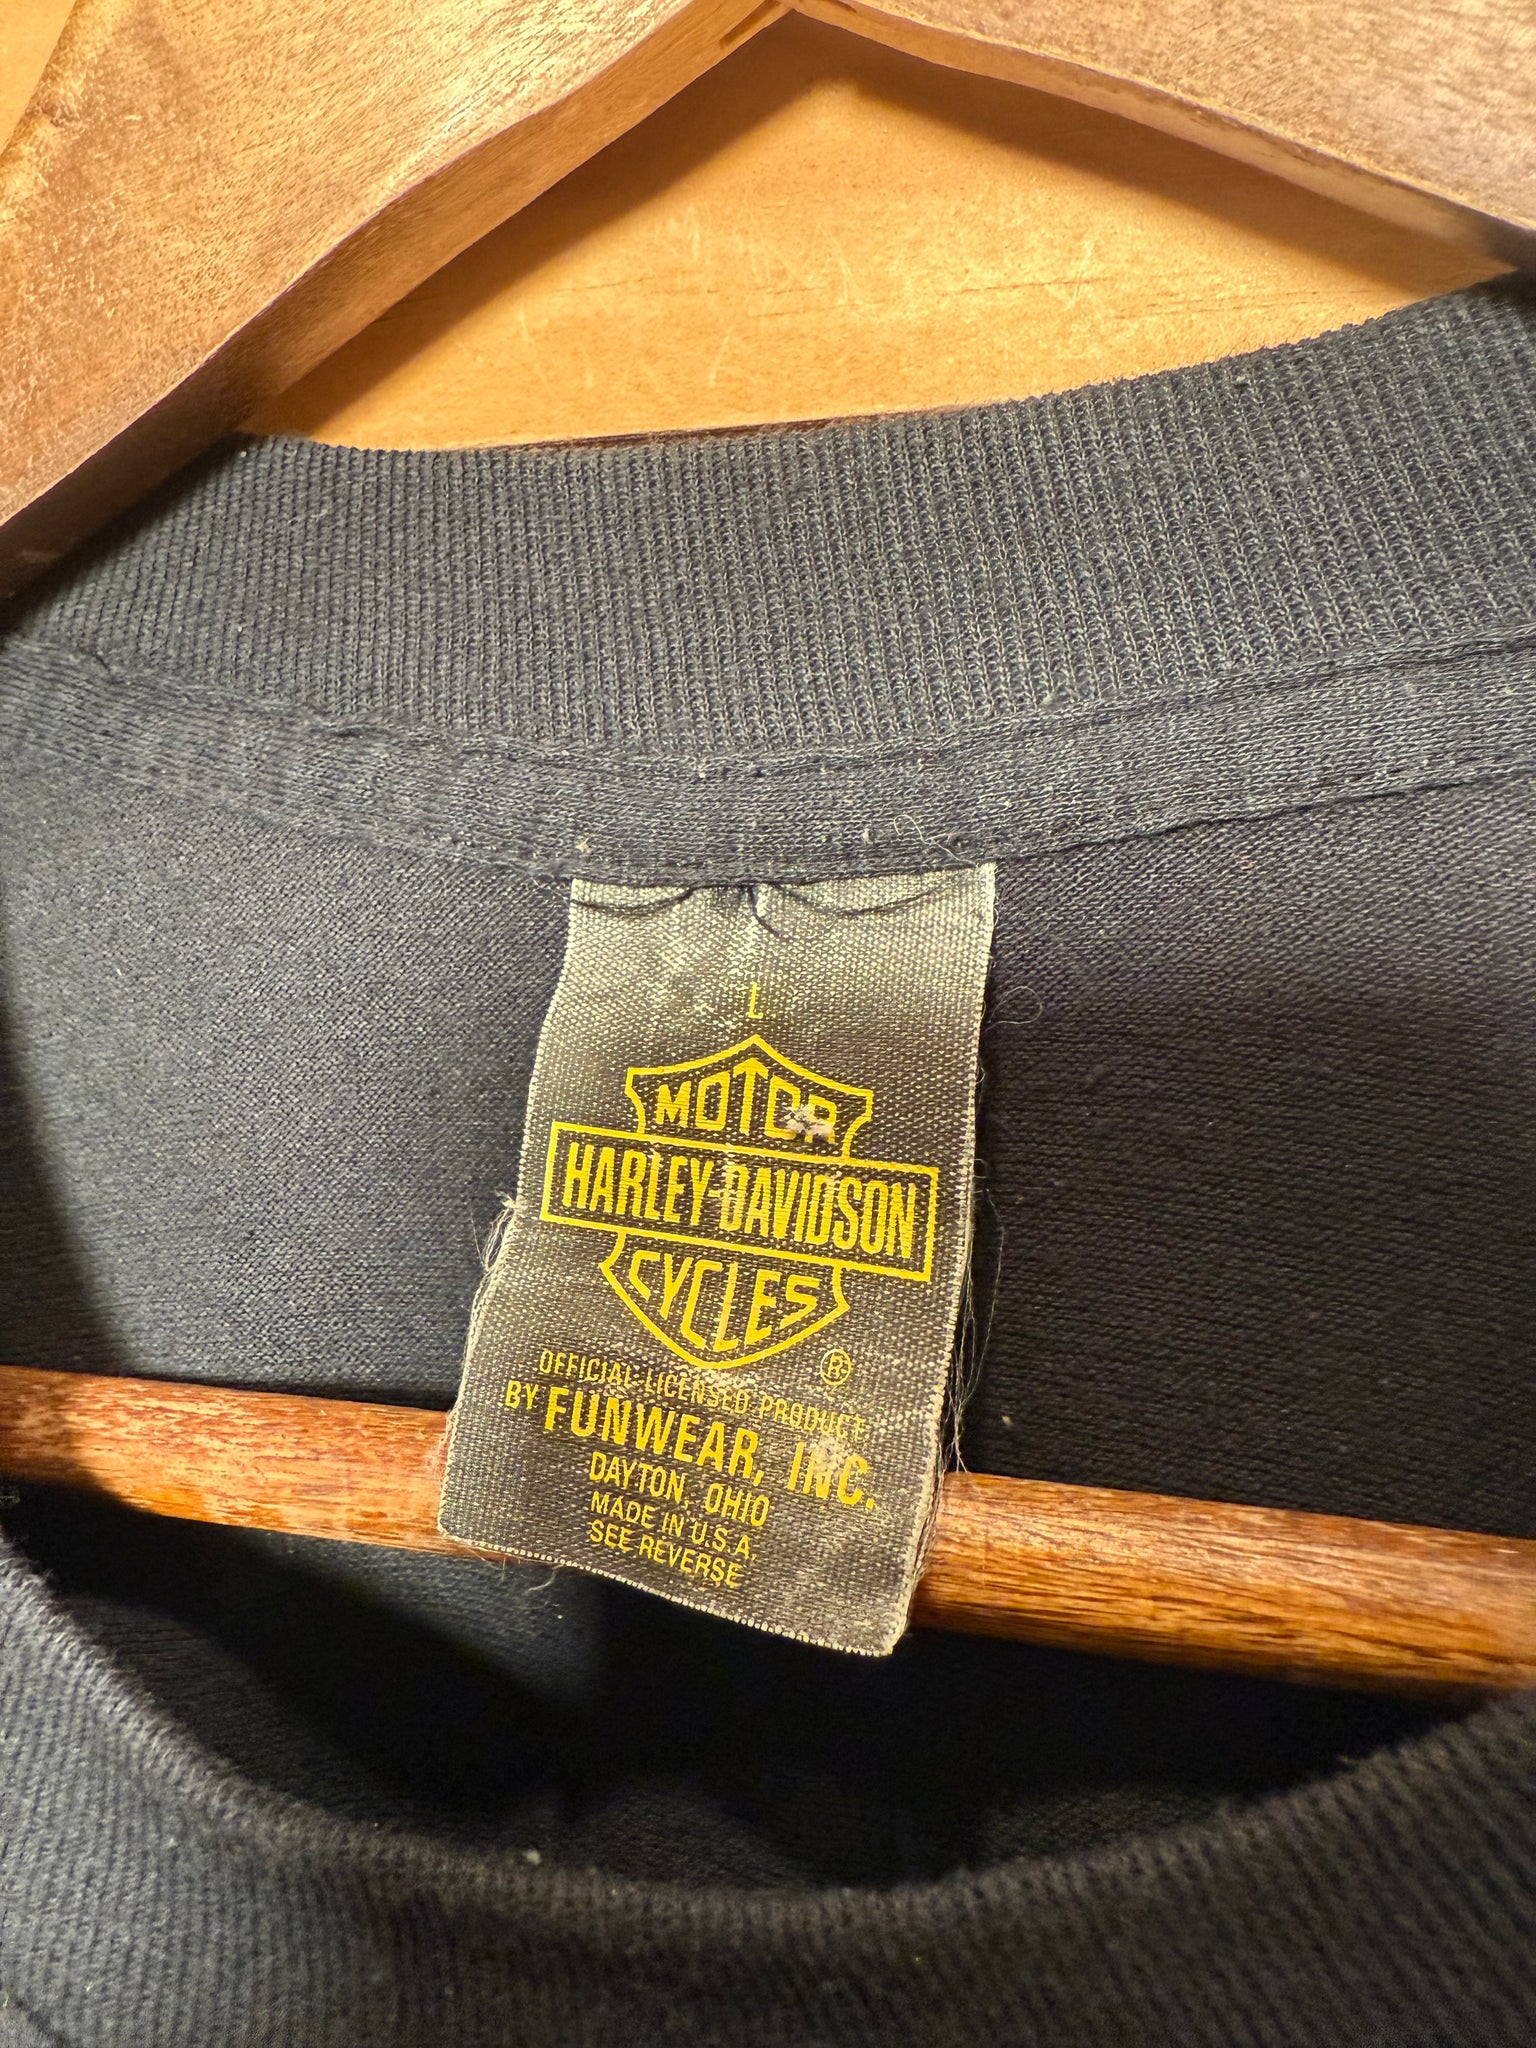 L
MOTOR
HARLEY-DAVIDSON
CYCLES
®
OFFICIAL LICENSED PRODUCT
BY FUNWEAR, INC.
DAYTON, OHIO
MADE IN U.S.A.
SEE REVERSE